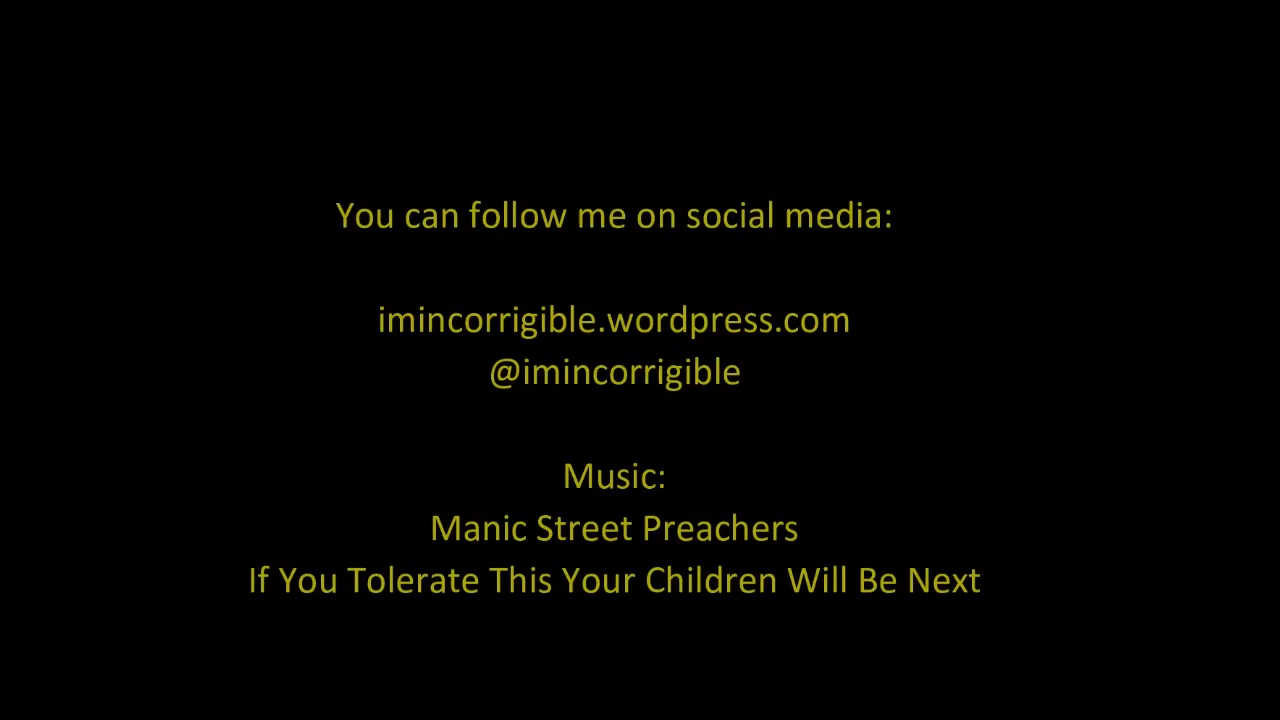 You can follow me on social media:
imincorrigible.wordpress.com
@imincorrigible
Music:
Manic Street Preachers
If You Tolerate This Your Children Will Be Next